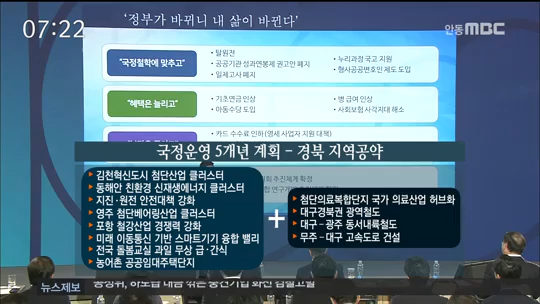 07:22
안동MBC
‘정부가 바뀌니 내 삶이 바뀐다’
"국정철학에 맞추고"
• 탈원전
• 공공기관 성과연봉제 권고안 폐지
• 일제고사 폐지
• 누리과정 국고 지원
• 형사공공변호인 제도 도입
"혜택은 늘리고"
• 기초연금 인상
• 아동수당 도입
• 병 급여 인상
• 사회보험 사각지대 해소
• 카드 수수료 인하 (영세 사업자 지원 대책)
국정운영 5개년 계획 - 경북 지역공약
김천혁신도시 첨단산업 클러스터
동해안 친환경 신재생에너지 클러스터
지진·원전 안전대책 강화
영주 첨단베어링산업 클러스터
포항 철강산업 경쟁력 강화
미래 이동통신 기반 스마트기기 융합 밸리
전국 돌봄교실 과일 무상 급·간식
농어촌 공공임대주택단지
+
첨단의료복합단지 국가 의료산업 허브화
대구경북권 광역철도
대구 - 광주 동서내륙철도
무주 - 대구 고속도로 건설
뉴스제보